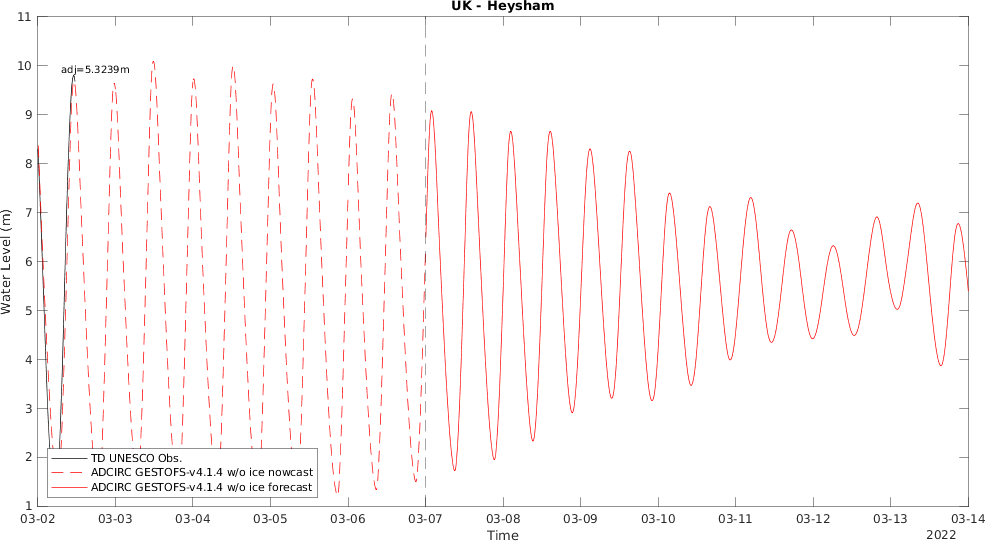 UK - Heysham
11
10
9
8
7
6
5
4
3
2
1
Water Level (m)
adj=5.3239m
TD UNESCO Obs.
ADCIRC GESTOFS-v4.1.4 w/o ice nowcast
ADCIRC GESTOFS-v4.1.4 w/o ice forecast
03-02 03-03 03-04 03-05 03-06 03-07 03-08 03-09 03-10 03-11 03-12 03-13 03-14
Time
2022